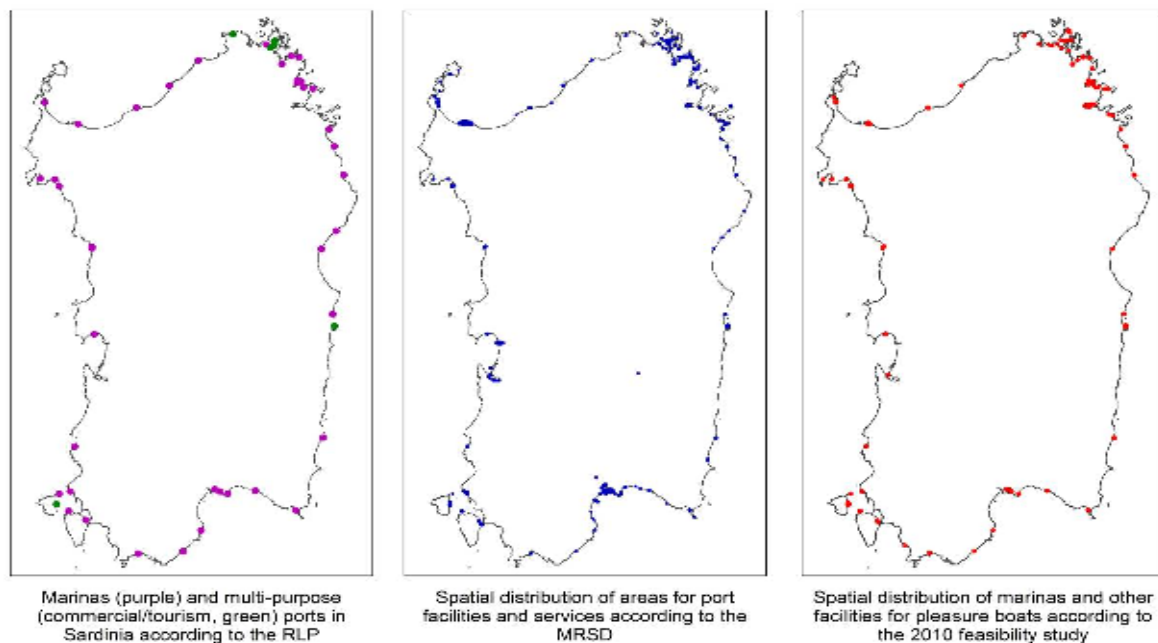 Marinas (purple) and multi-purpose
(commercial/tourism, green) ports in
Sardinia according to the RLP
Spatial distribution of areas for port
facilities and services according to the
MRSD
Spatial distribution of marinas and other
facilities for pleasure boats according to
the 2010 feasibility study